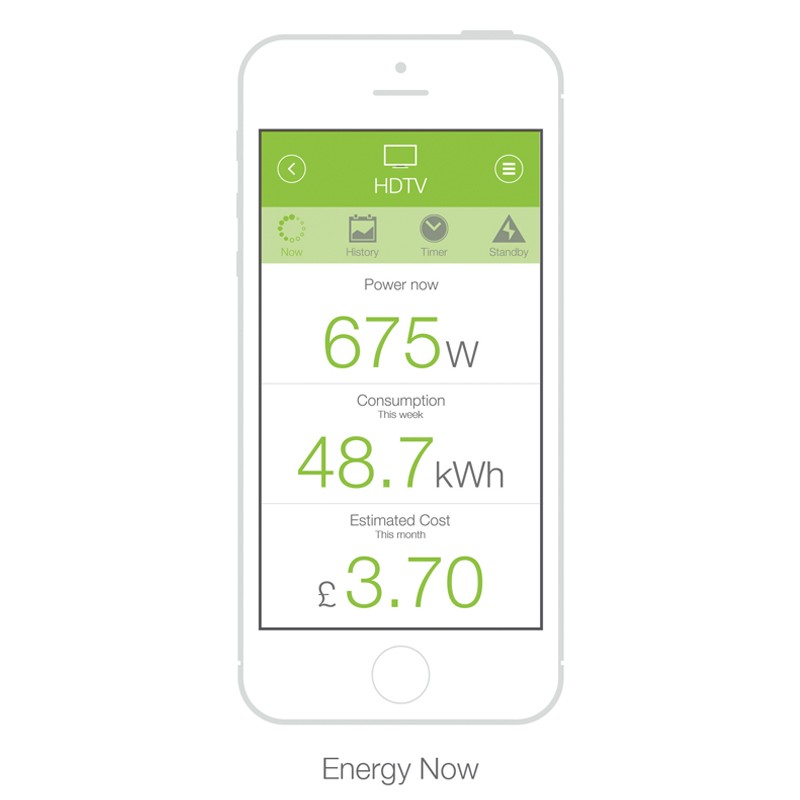 HDTV
Now History Timer Standby
Power now
675W
Consumption
This week
48.7kWh
Estimated Cost
This month
£3.70
Energy Now